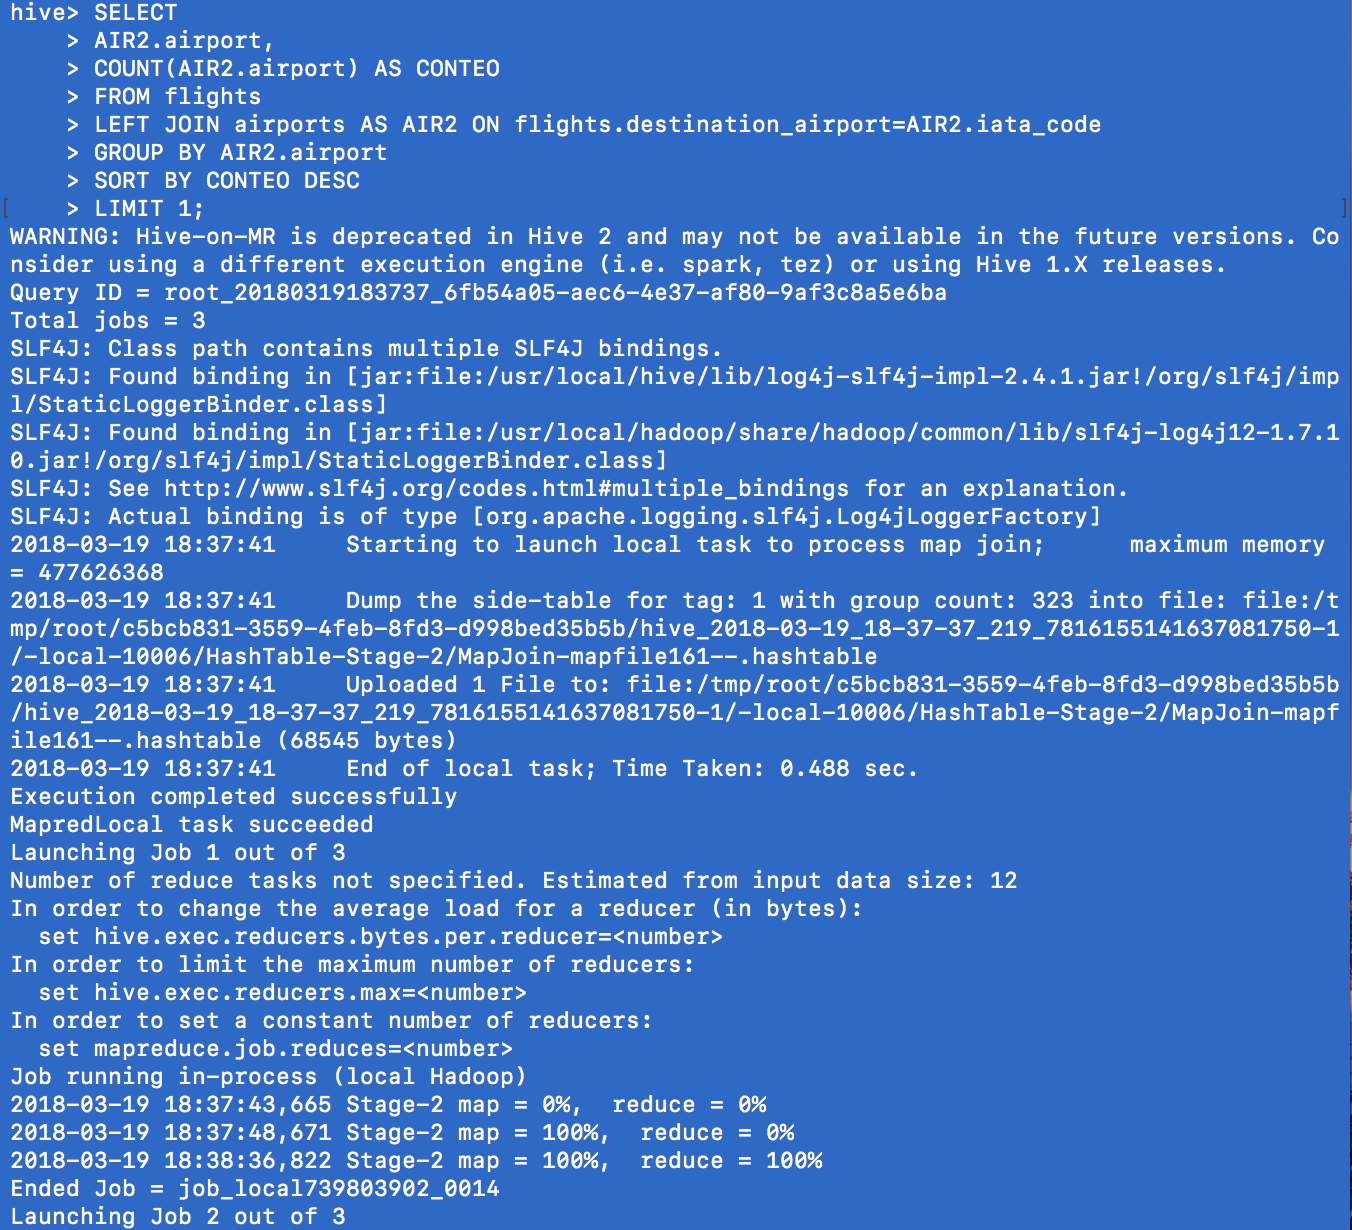 hive> SELECT
    > AIR2.airport,
    > COUNT(AIR2.airport) AS CONTEO
    > FROM flights
    > LEFT JOIN airports AS AIR2 ON flights.destination_airport=AIR2.iata_code
    > GROUP BY AIR2.airport
    > SORT BY CONTEO DESC
[    > LIMIT 1; ]
WARNING: Hive-on-MR is deprecated in Hive 2 and may not be available in the future versions. Co
nsider using a different execution engine (i.e. spark, tez) or using Hive 1.X releases.
Query ID = root_20180319183737_6fb54a05-aec6-4e37-af80-9af3c8a5e6ba
Total jobs = 3
SLF4J: Class path contains multiple SLF4J bindings.
SLF4J: Found binding in [jar:file:/usr/local/hive/lib/log4j-slf4j-impl-2.4.1.jar!/org/slf4j/imp
l/StaticLoggerBinder.class]
SLF4J: Found binding in [jar:file:/usr/local/hadoop/share/hadoop/common/lib/slf4j-log4j12-1.7.1
0.jar!/org/slf4j/impl/StaticLoggerBinder.class]
SLF4J: See http://www.slf4j.org/codes.html#multiple_bindings for an explanation.
SLF4J: Actual binding is of type [org.apache.logging.slf4j.Log4jLoggerFactory]
2018-03-19 18:37:41     Starting to launch local task to process map join;      maximum memory
= 477626368
2018-03-19 18:37:41     Dump the side-table for tag: 1 with group count: 323 into file: file:/t
mp/root/c5bcb831-3559-4feb-8fd3-d998bed35b5b/hive_2018-03-19_18-37-37_219_7816155141637081750-1
/-local-10006/HashTable-Stage-2/MapJoin-mapfile161--.hashtable
2018-03-19 18:37:41     Uploaded 1 File to: file:/tmp/root/c5bcb831-3559-4feb-8fd3-d998bed35b5b
/hive_2018-03-19_18-37-37_219_7816155141637081750-1/-local-10006/HashTable-Stage-2/MapJoin-mapf
ile161--.hashtable (68545 bytes)
2018-03-19 18:37:41     End of local task; Time Taken: 0.488 sec.
Execution completed successfully
MapredLocal task succeeded
Launching Job 1 out of 3
Number of reduce tasks not specified. Estimated from input data size: 12
In order to change the average load for a reducer (in bytes):
  set hive.exec.reducers.bytes.per.reducer=<number>
In order to limit the maximum number of reducers:
  set hive.exec.reducers.max=<number>
In order to set a constant number of reducers:
  set mapreduce.job.reduces=<number>
Job running in-process (local Hadoop)
2018-03-19 18:37:43,665 Stage-2 map = 0%,  reduce = 0%
2018-03-19 18:37:48,671 Stage-2 map = 100%,  reduce = 0%
2018-03-19 18:38:36,822 Stage-2 map = 100%,  reduce = 100%
Ended Job = job_local739803902_0014
Launching Job 2 out of 3